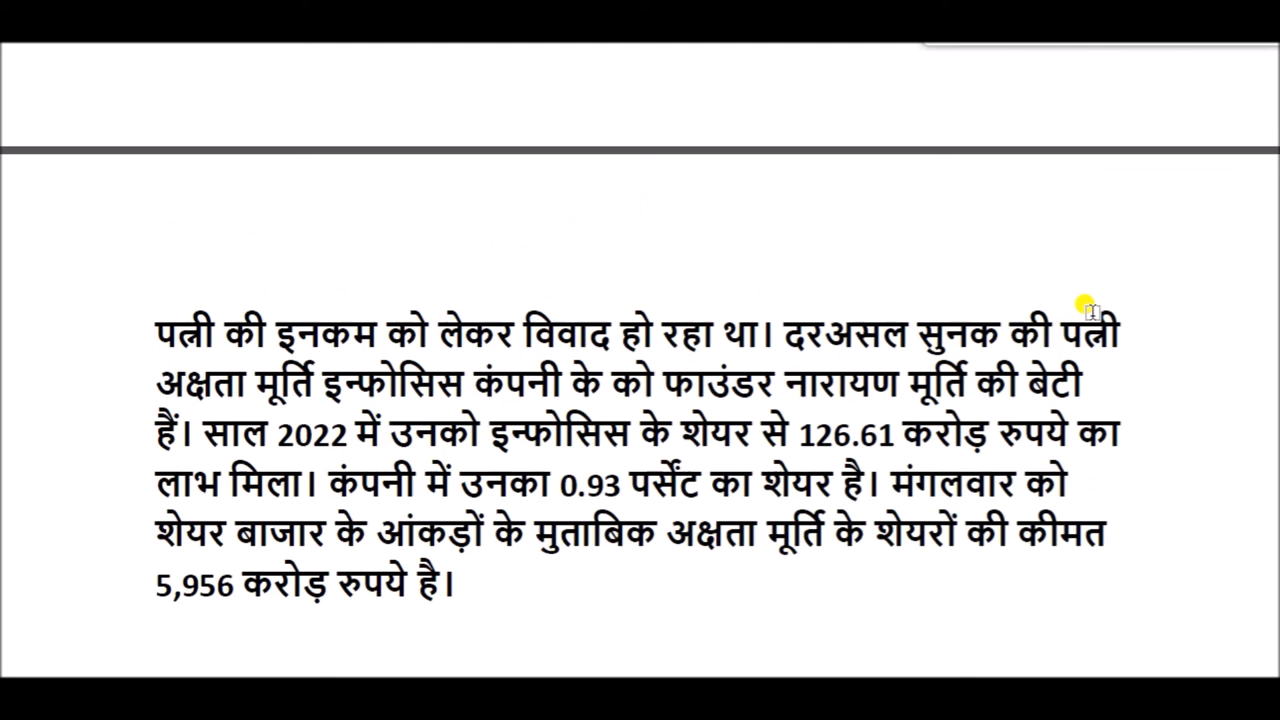 पत्नी की इनकम को लेकर विवाद हो रहा था। दरअसल सुनक की पत्नी
अक्षता मूर्ति इन्फोसिस कंपनी के को फाउंडर नारायण मूर्ति की बेटी
हैं। साल 2022 में उनको इन्फोसिस के शेयर से 126.61 करोड़ रुपये का
लाभ मिला। कंपनी में उनका 0.93 पर्सेंट का शेयर है। मंगलवार को
शेयर बाजार के आंकड़ों के मुताबिक अक्षता मूर्ति के शेयरों की कीमत
5,956 करोड़ रुपये है।